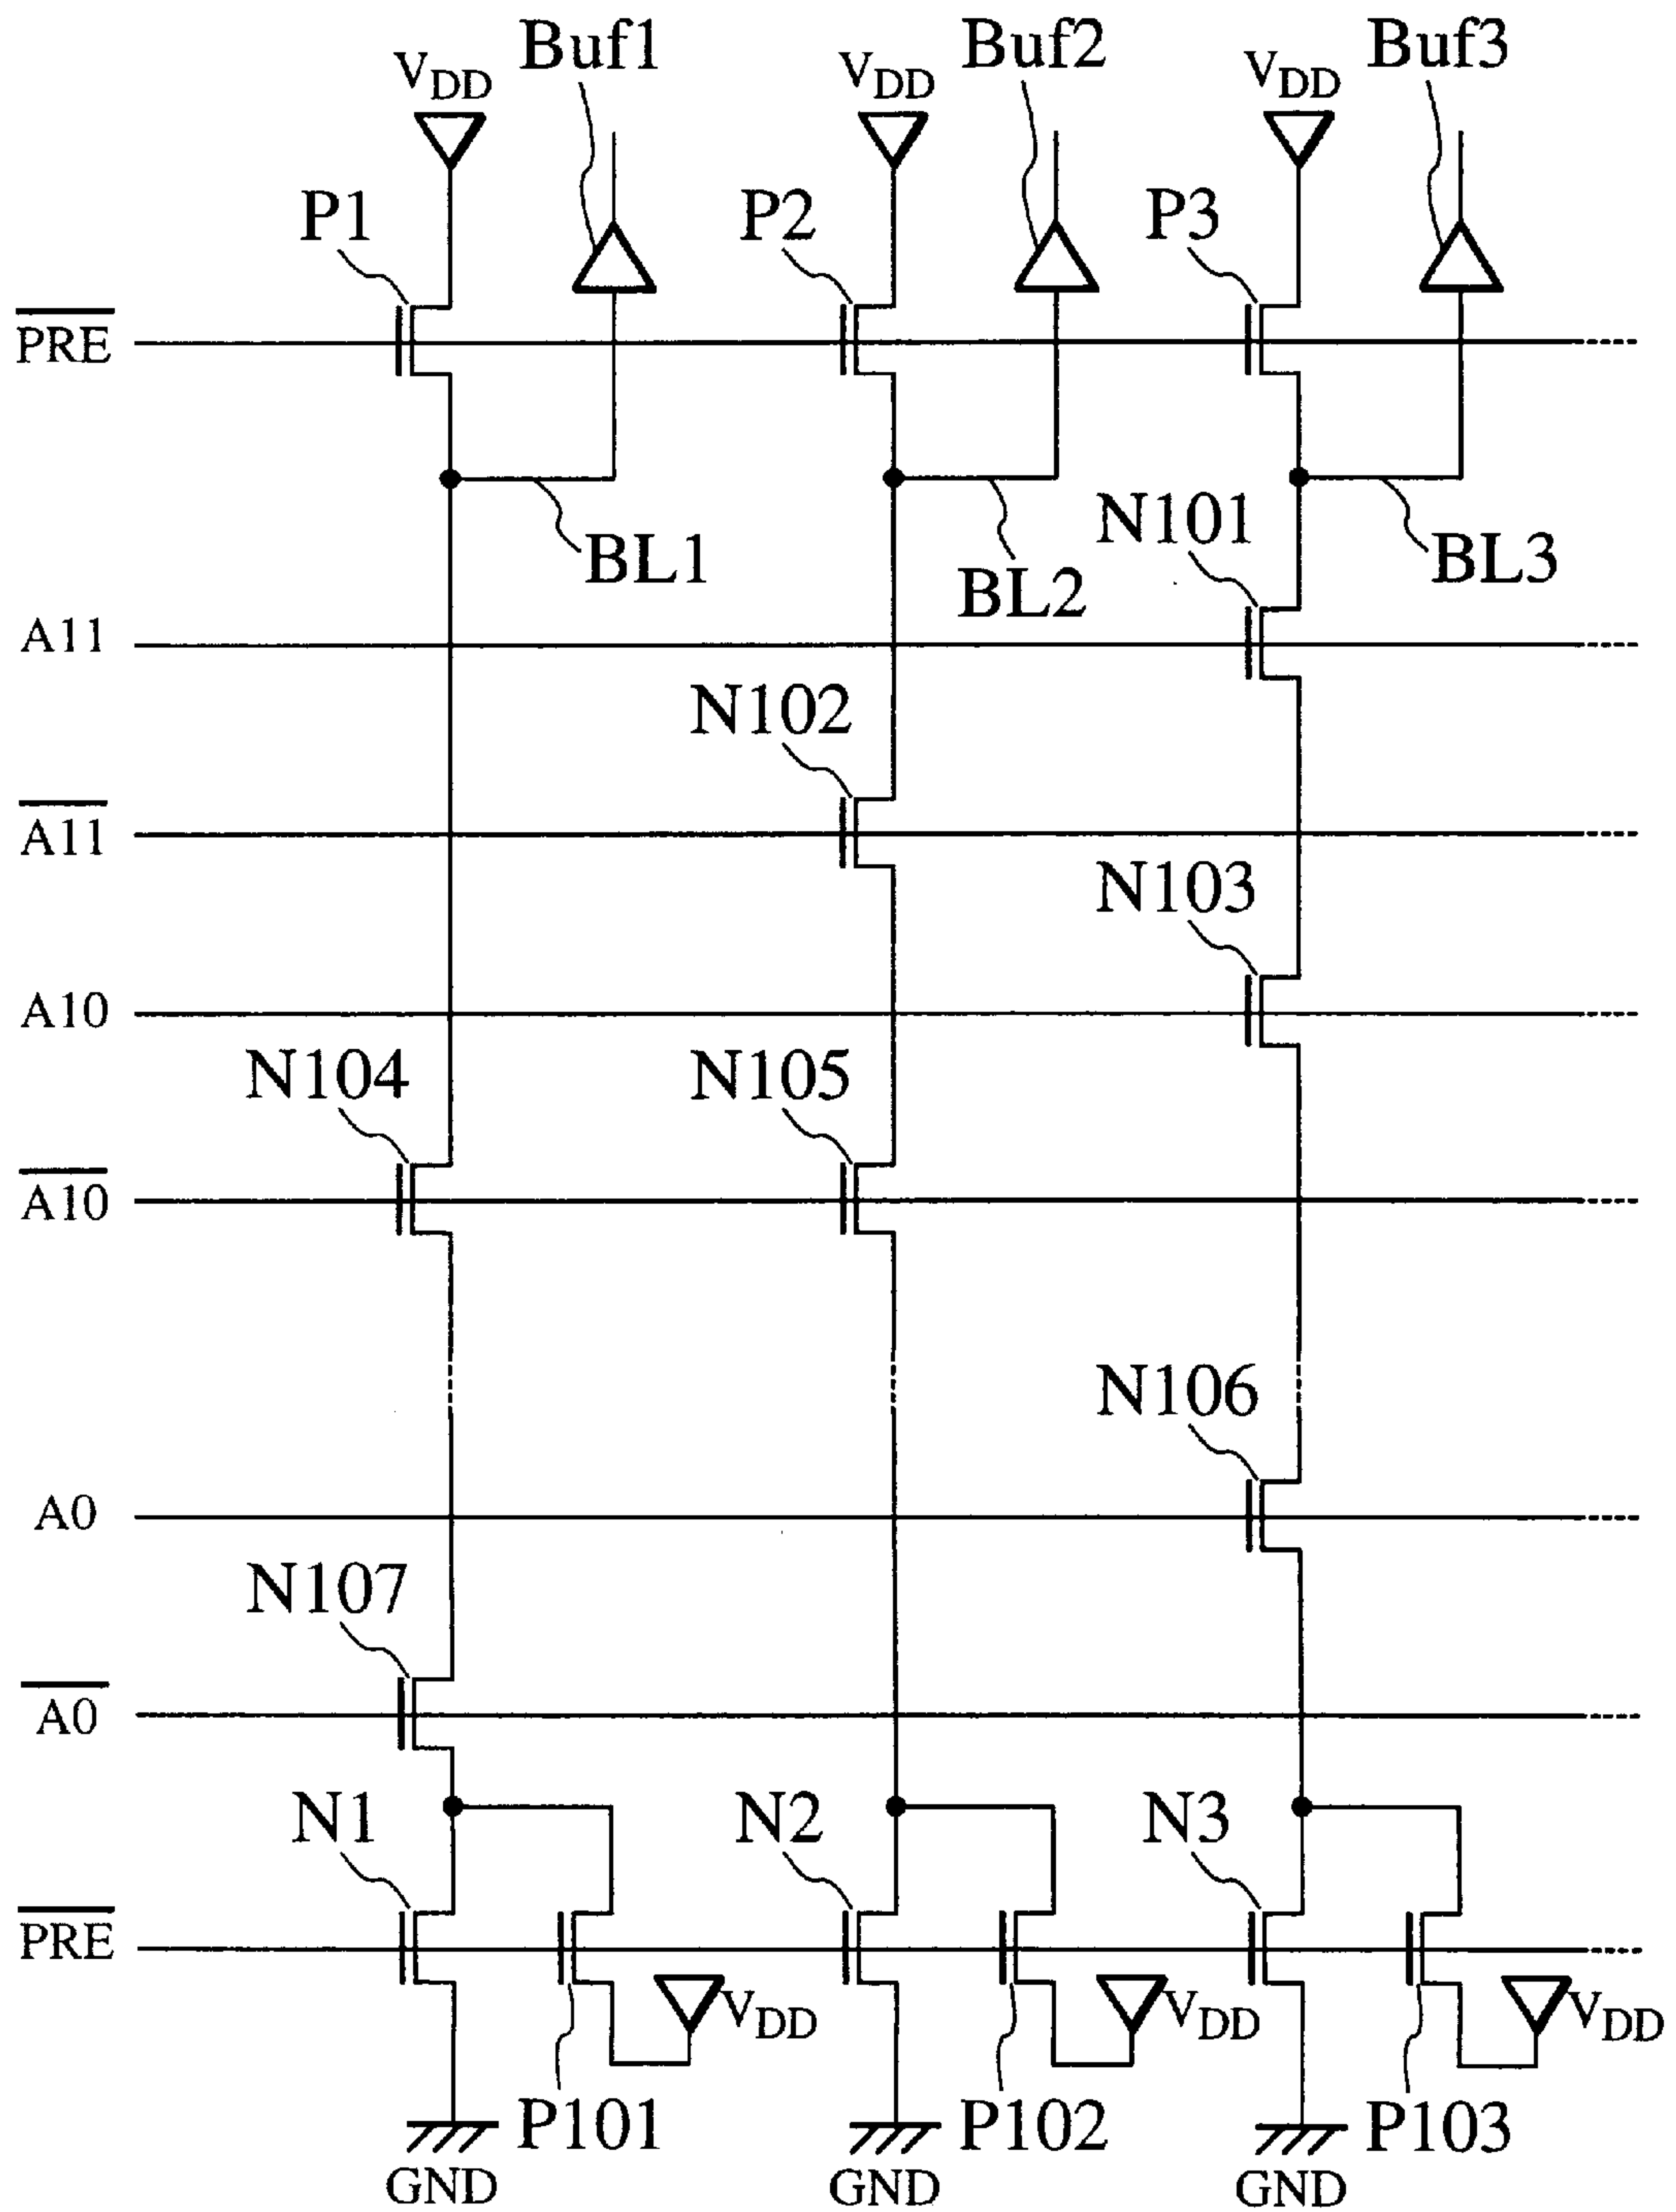 Buf1 Buf2 Buf3
VDD VDD VDD
P1 P2 P3
PRE
N101
BL1 BL2 BL3
A11
N102
A11
N103
A10
N104 N105
A10
N106
A0
N107
A0
N1 N2 N3
PRE
VDD VDD VDD
P101 P102 P103
GND GND GND